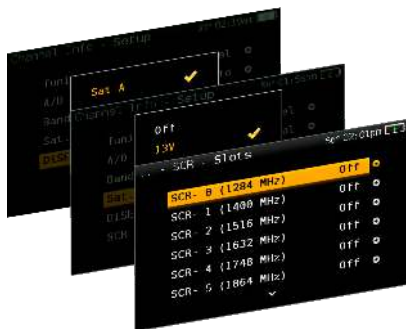 Channel Info - Setup
Tuni
A/D
Band
Sat.
DISE
Sat A
Setup
Tuni
A/D
Band
Sat.
DISE
SCR
Off
13V
SCR - Slots
SCR- 0 (1284 MHz) Off
SCR- 1 (1400 MHz) Off
SCR- 2 (1516 MHz) Off
SCR- 3 (1632 MHz) Off
SCR- 4 (1748 MHz) Off
SCR- 5 (1864 MHz) Off